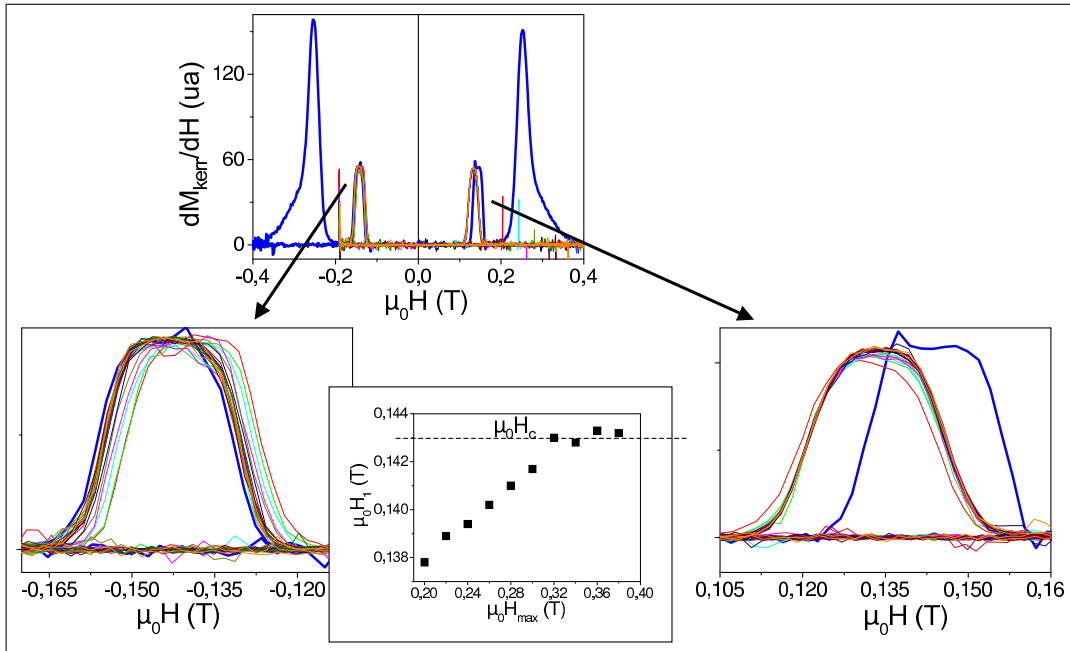 120
60
0
dM_kerr/dH (ua)
-0,4 -0,2 0,0 0,2 0,4
μ₀H (T)
-0,165 -0,150 -0,135 -0,120
μ₀H (T)
0,144
0,142
0,140
0,138
μ₀H_c
μ₀H₁ (T)
0,20 0,24 0,28 0,32 0,36 0,40
μ₀H_max (T)
0,105 0,120 0,135 0,150 0,16
μ₀H (T)